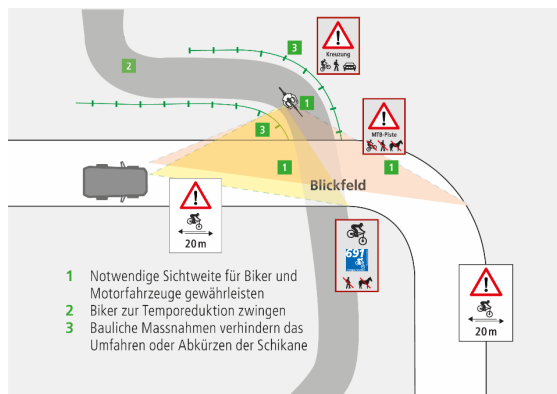 3
Kreuzung
2
1
3
MTB-Piste
1
1
Blickfeld
20 m
691
20 m
1 Notwendige Sichtweite für Biker und
Motorfahrzeuge gewährleisten
2 Biker zur Temporeduktion zwingen
3 Bauliche Massnahmen verhindern das
Umfahren oder Abkürzen der Schikane